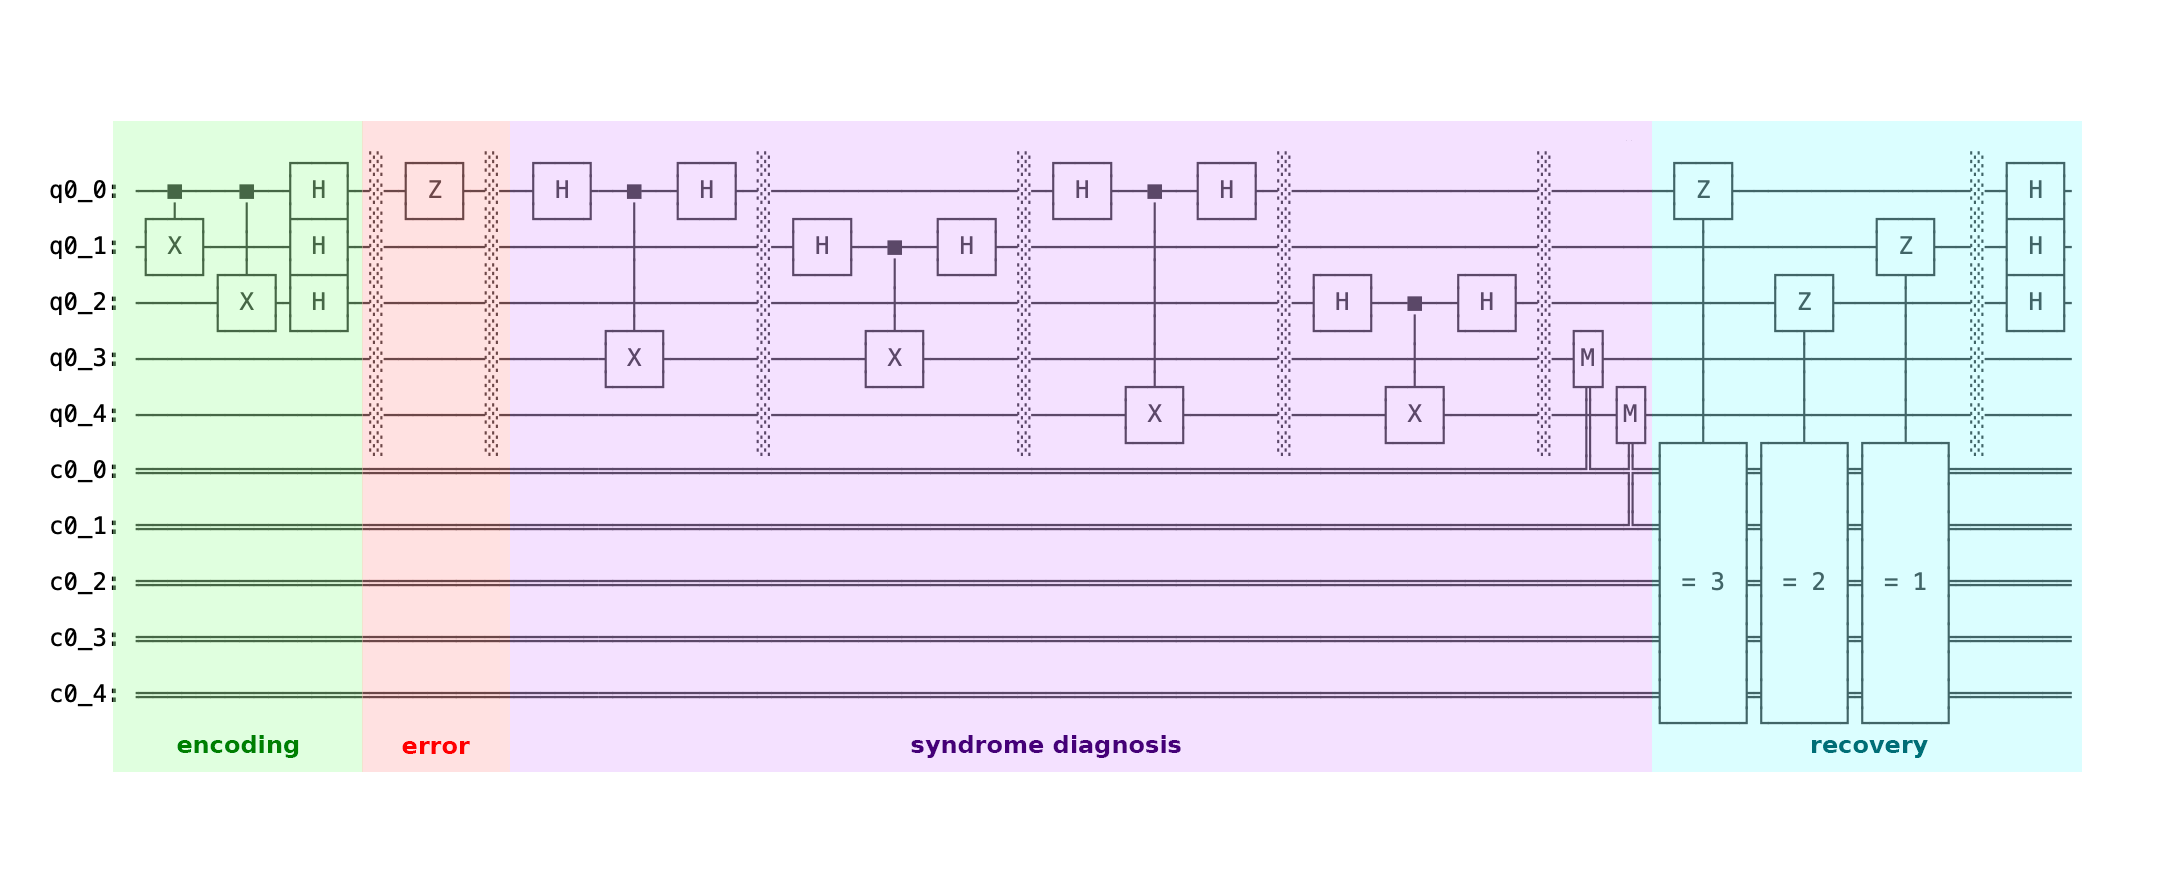 q0_0: H Z H H H H Z H
q0_1: X H H H Z H
q0_2: X H H H Z H
q0_3: X X M
q0_4: X X M
c0_0:
c0_1:
c0_2: = 3 = 2 = 1
c0_3:
c0_4:
encoding error syndrome diagnosis recovery